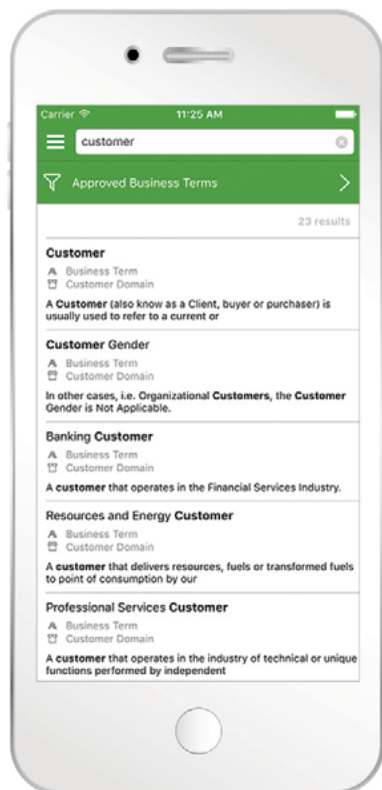 Carrier 11:25 AM
customer
Approved Business Terms
23 results
Customer
Business Term
Customer Domain
A Customer (also know as a Client, buyer or purchaser) is
usually used to refer to a current or
Customer Gender
Business Term
Customer Domain
In other cases, i.e. Organizational Customers, the Customer
Gender is Not Applicable.
Banking Customer
Business Term
Customer Domain
A customer that operates in the Financial Services Industry.
Resources and Energy Customer
Business Term
Customer Domain
A customer that delivers resources, fuels or transformed fuels
to point of consumption by our
Professional Services Customer
Business Term
Customer Domain
A customer that operates in the industry of technical or unique
functions performed by independent